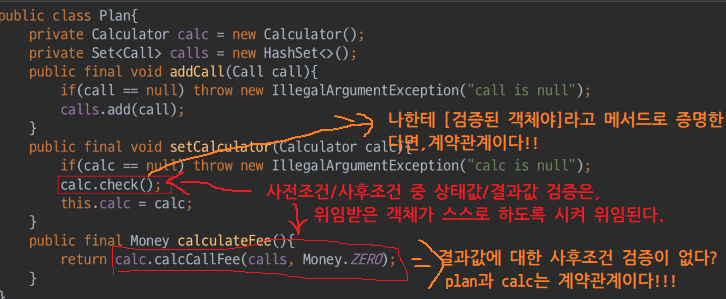 public class Plan{
private Calculator calc = new Calculator();
private Set<Call> calls = new HashSet<>();
public final void addCall(Call call){
if(call == null) throw new IllegalArgumentException("call is null");
calls.add(call);
}
나한테 [검증된 객체야]라고 메서드로 증명한
다면,계약관계이다!!
public final void setCalculator(Calculator calc){
if(calc == null) throw new IllegalArgumentException("calc is null");
calc.check();
사전조건/사후조건 중 상태값/결과값 검증은,
this.calc = calc;
위임받은 객체가 스스로 하도록 시켜 위임된다.
}
public final Money calculateFee(){
return calc.calcCallFee(calls, Money.ZERO);
결과값에 대한 사후조건 검증이 없다?
plan과 calc는 계약관계이다!!!
}
}